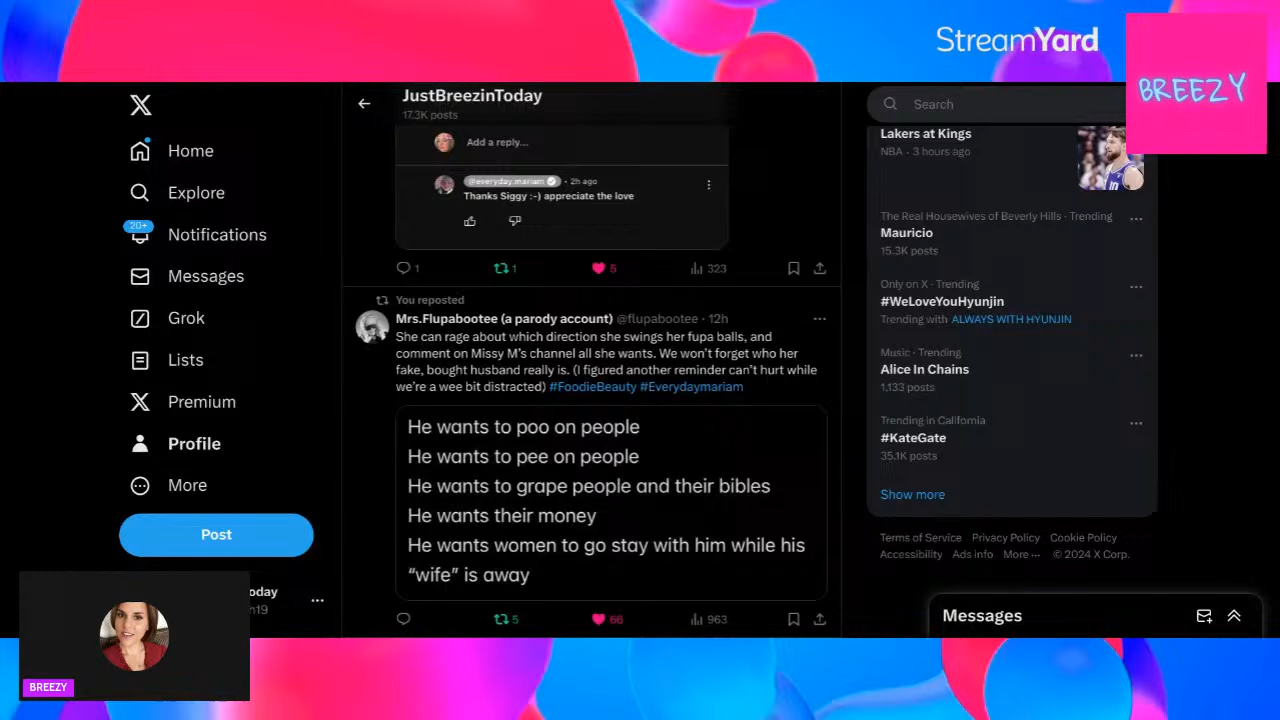 StreamYard
BREEZY
X
Home
Explore
20+
Notifications
Messages
Grok
Lists
Premium
Profile
More
Post
oday
n19
BREEZY
JustBreezinToday
17.3K posts
Add a reply...
@everyday.mariam · 2h ago
Thanks Siggy :-) appreciate the love
1
1
5
323
You reposted
Mrs.Flupabootee (a parody account) @flupabootee · 12h
She can rage about which direction she swings her fupa balls, and
comment on Missy M's channel all she wants. We won't forget who her
fake, bought husband really is. (I figured another reminder can't hurt while
we're a wee bit distracted) #FoodieBeauty #Everydaymariam
He wants to poo on people
He wants to pee on people
He wants to grape people and their bibles
He wants their money
He wants women to go stay with him while his
“wife” is away
5
66
963
Search
Lakers at Kings
NBA · 3 hours ago
The Real Housewives of Beverly Hills · Trending
Mauricio
15.3K posts
Only on X · Trending
#WeLoveYouHyunjin
Trending with ALWAYS WITH HYUNJIN
Music · Trending
Alice In Chains
1,133 posts
Trending in California
#KateGate
35.1K posts
Show more
Terms of Service Privacy Policy Cookie Policy
Accessibility Ads info More ··· © 2024 X Corp.
Messages